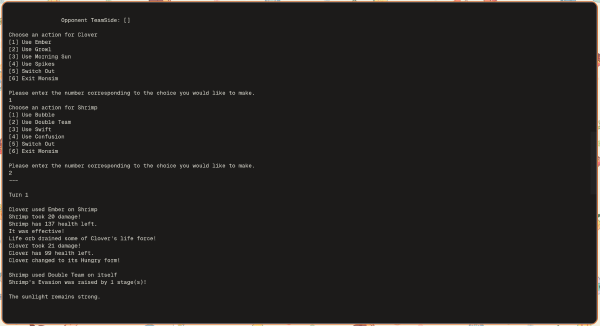 Opponent TeamSide: []
Choose an action for Clover
[1] Use Ember
[2] Use Growl
[3] Use Morning Sun
[4] Use Spikes
[5] Switch Out
[6] Exit Monsim
Please enter the number corresponding to the choice you would like to make.
1
Choose an action for Shrimp
[1] Use Bubble
[2] Use Double Team
[3] Use Swift
[4] Use Confusion
[5] Switch Out
[6] Exit Monsim
Please enter the number corresponding to the choice you would like to make.
2
———
Turn 1
Clover used Ember on Shrimp
Shrimp took 20 damage!
Shrimp has 137 health left.
It was effective!
Life orb drained some of Clover's life force!
Clover took 21 damage!
Clover has 99 health left.
Clover changed to its Hungry form!
Shrimp used Double Team on itself
Shrimp's Evasion was raised by 1 stage(s)!
The sunlight remains strong.